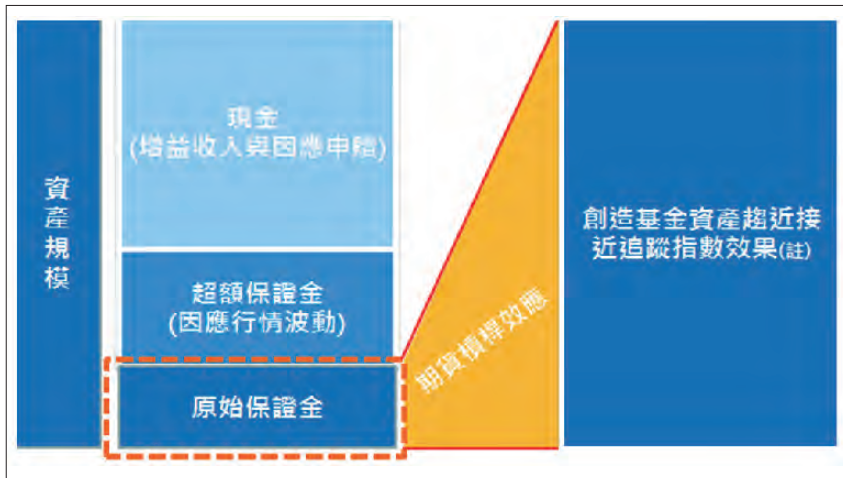 資產規模
現金
(增益收入與因應申贖)
超額保證金
(因應行情波動)
原始保證金
期貨槓桿效應
創造基金資產趨近接
近追蹤指數效果(註)